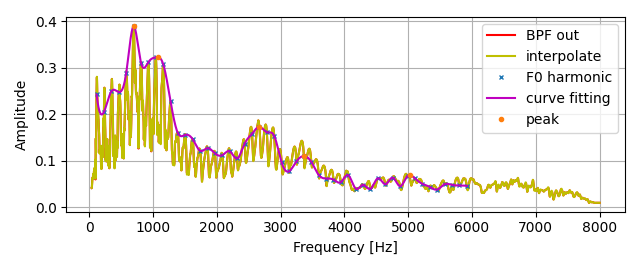 0.4
0.3
0.2
0.1
0.0
Amplitude
BPF out
interpolate
F0 harmonic
curve fitting
peak
0 1000 2000 3000 4000 5000 6000 7000 8000
Frequency [Hz]